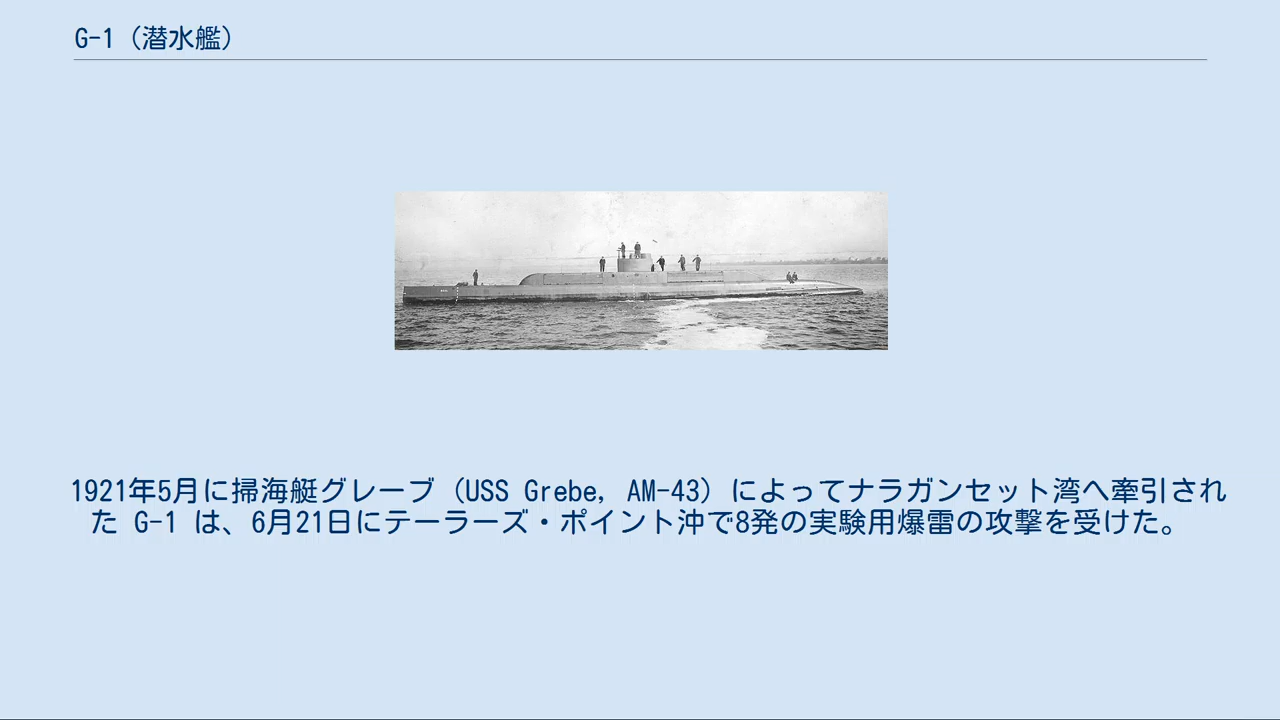 G-1（潜水艦）
1921年5月に掃海艇グレーブ（USS Grebe, AM-43）によってナラガンセット湾へ牽引され
た G-1 は、6月21日にテーラーズ・ポイント沖で8発の実験用爆雷の攻撃を受けた。